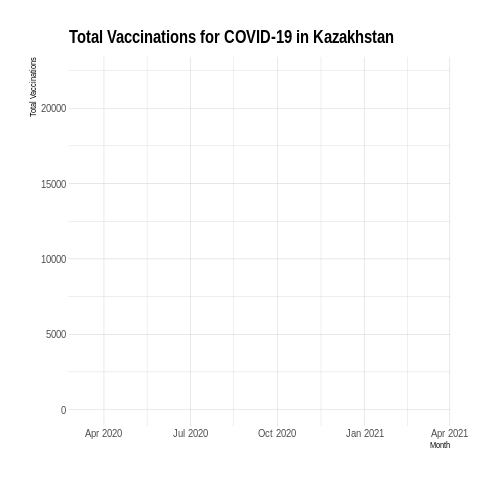 Total Vaccinations for COVID-19 in Kazakhstan
Total Vaccinations
20000
15000
10000
5000
0
Apr 2020 Jul 2020 Oct 2020 Jan 2021 Apr 2021
Month